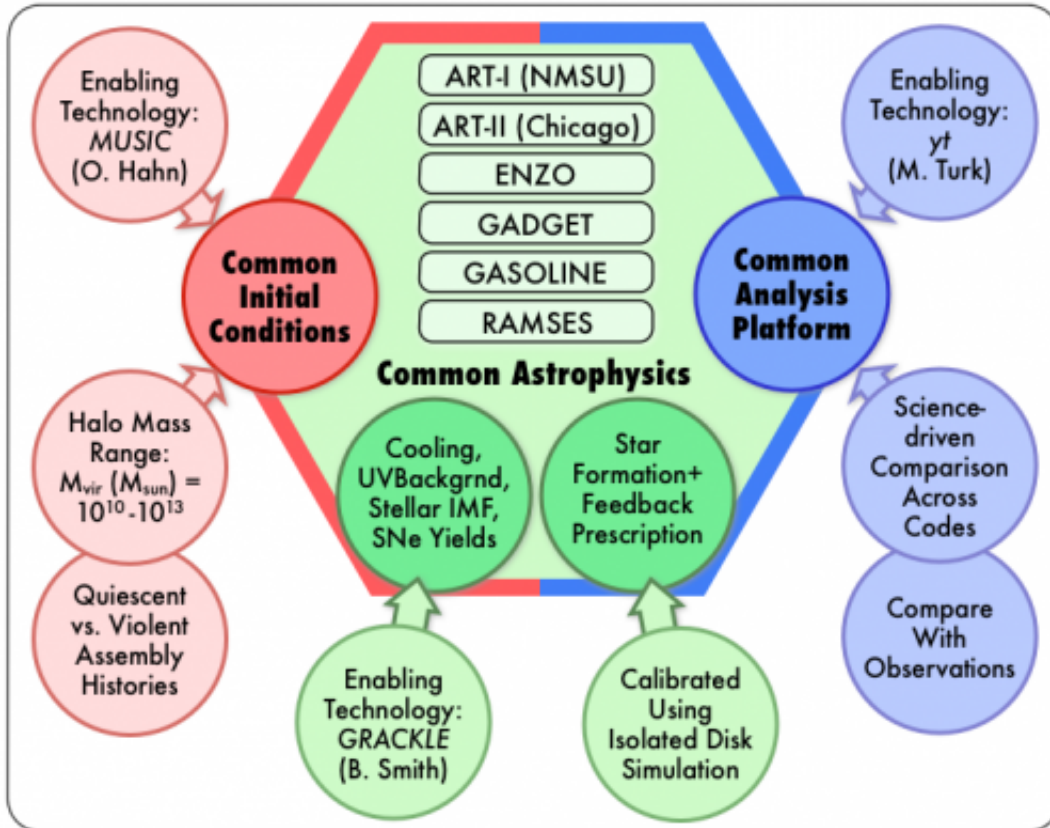 Enabling
Technology:
MUSIC
(O. Hahn)
Common
Initial
Conditions
Halo Mass
Range:
Mvir (Msun) =
10¹⁰-10¹³
Quiescent
vs. Violent
Assembly
Histories
ART-I (NMSU)
ART-II (Chicago)
ENZO
GADGET
GASOLINE
RAMSES
Common Astrophysics
Cooling,
UVBackgrnd,
Stellar IMF,
SNe Yields
Star
Formation+
Feedback
Prescription
Enabling
Technology:
GRACKLE
(B. Smith)
Calibrated
Using
Isolated Disk
Simulation
Enabling
Technology:
yt
(M. Turk)
Common
Analysis
Platform
Science-
driven
Comparison
Across
Codes
Compare
With
Observations